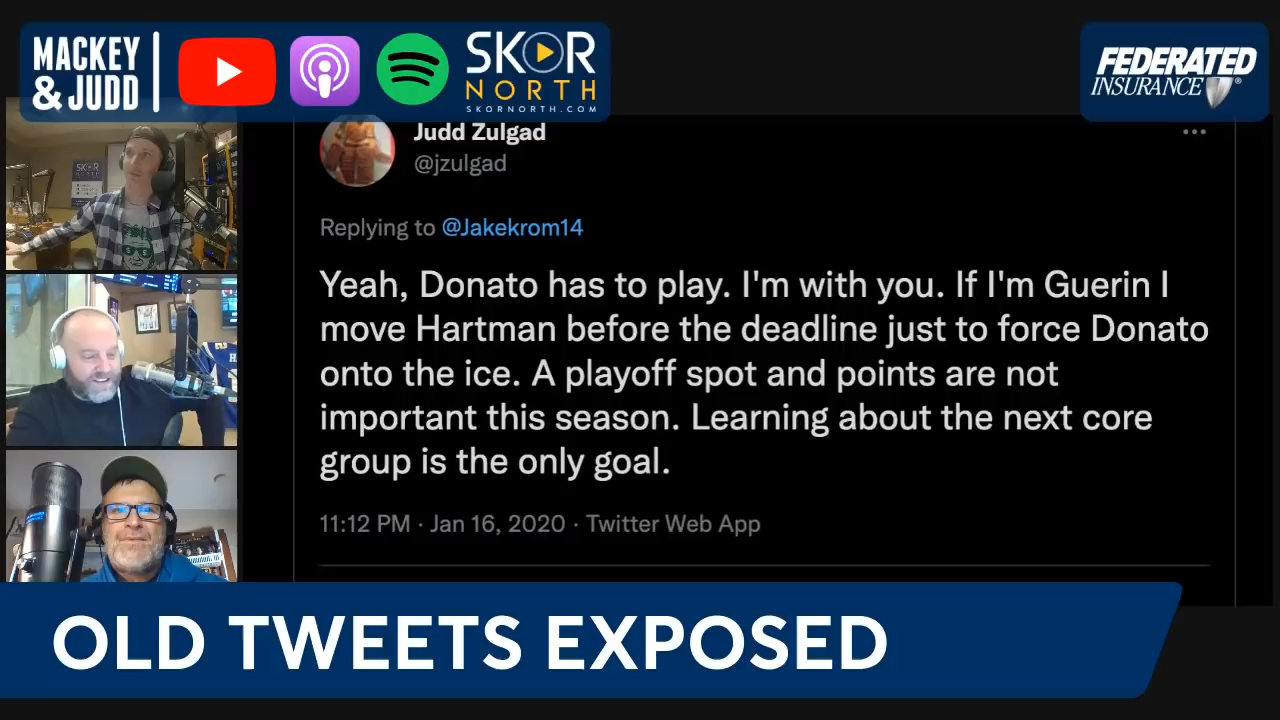 MACKEY
& JUDD
SKOR
NORTH
SKORNORTH.COM
FEDERATED
INSURANCE
Judd Zulgad
@jzulgad
Replying to @Jakekrom14
Yeah, Donato has to play. I'm with you. If I'm Guerin I
move Hartman before the deadline just to force Donato
onto the ice. A playoff spot and points are not
important this season. Learning about the next core
group is the only goal.
11:12 PM · Jan 16, 2020 · Twitter Web App
SKOR
OLD TWEETS EXPOSED